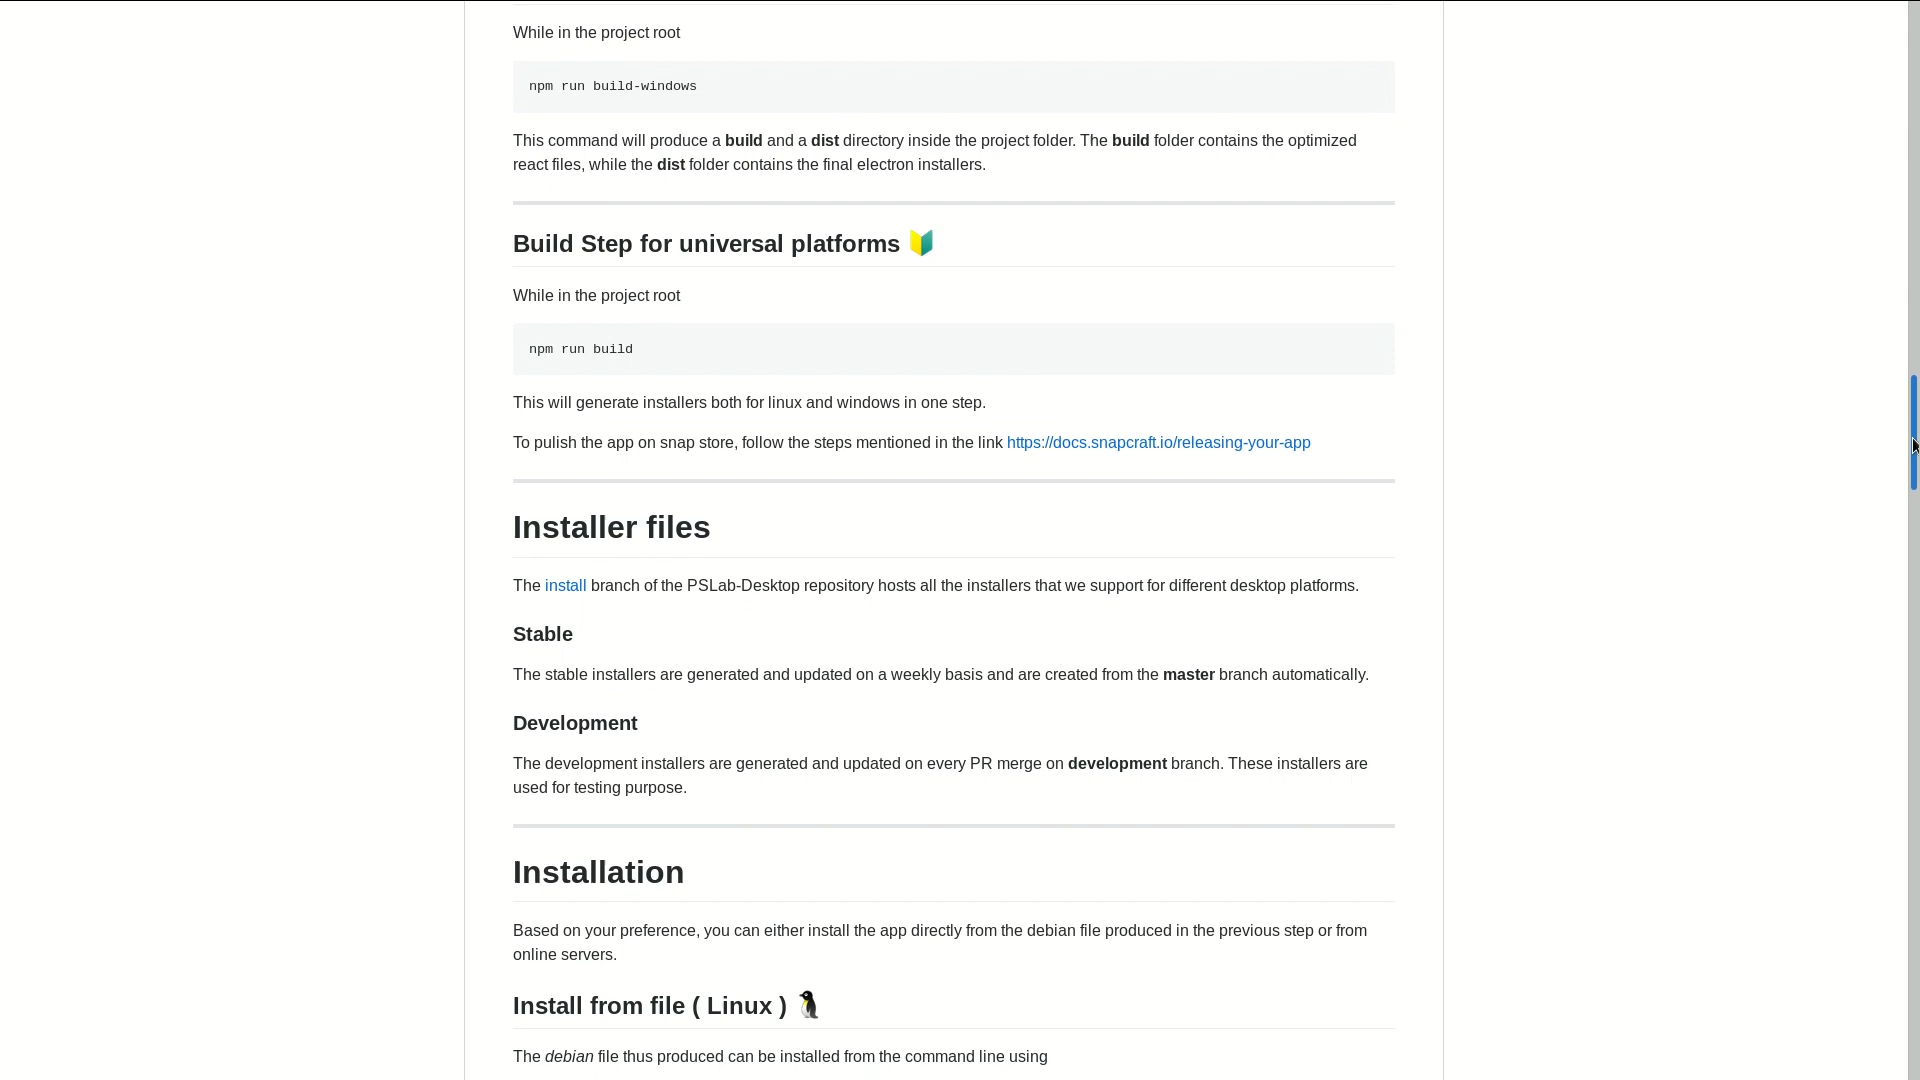 While in the project root
npm run build-windows
This command will produce a build and a dist directory inside the project folder. The build folder contains the optimized
react files, while the dist folder contains the final electron installers.
Build Step for universal platforms 🔰
While in the project root
npm run build
This will generate installers both for linux and windows in one step.
To pulish the app on snap store, follow the steps mentioned in the link https://docs.snapcraft.io/releasing-your-app
Installer files
The install branch of the PSLab-Desktop repository hosts all the installers that we support for different desktop platforms.
Stable
The stable installers are generated and updated on a weekly basis and are created from the master branch automatically.
Development
The development installers are generated and updated on every PR merge on development branch. These installers are
used for testing purpose.
Installation
Based on your preference, you can either install the app directly from the debian file produced in the previous step or from
online servers.
Install from file ( Linux ) 🐧
The debian file thus produced can be installed from the command line using